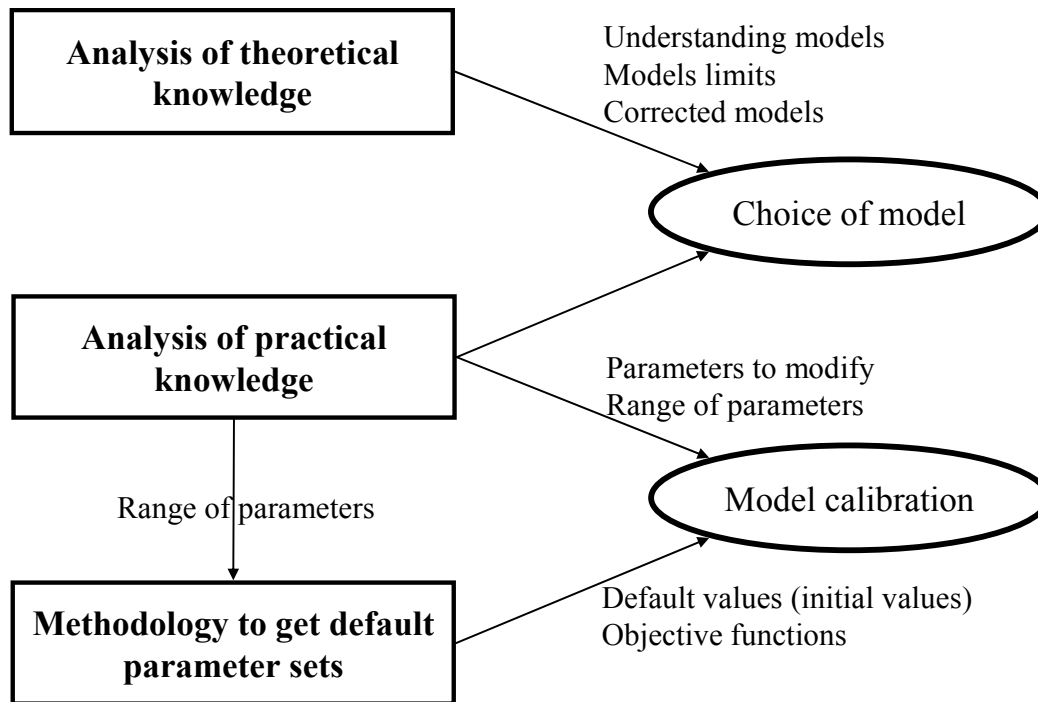 Analysis of theoretical
knowledge
Understanding models
Models limits
Corrected models
Choice of model
Analysis of practical
knowledge
Parameters to modify
Range of parameters
Range of parameters
Model calibration
Methodology to get default
parameter sets
Default values (initial values)
Objective functions